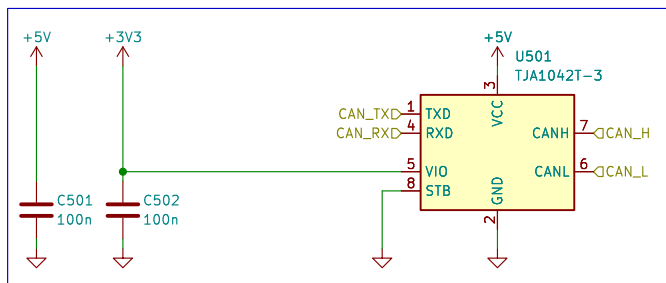 +5V
+3V3
+5V
U501
TJA1042T-3
CAN_TX
1
TXD
3
VCC
CAN_RX
4
RXD
CANH
7
CAN_H
5
VIO
CANL
6
CAN_L
8
STB
GND
2
C501
100n
C502
100n